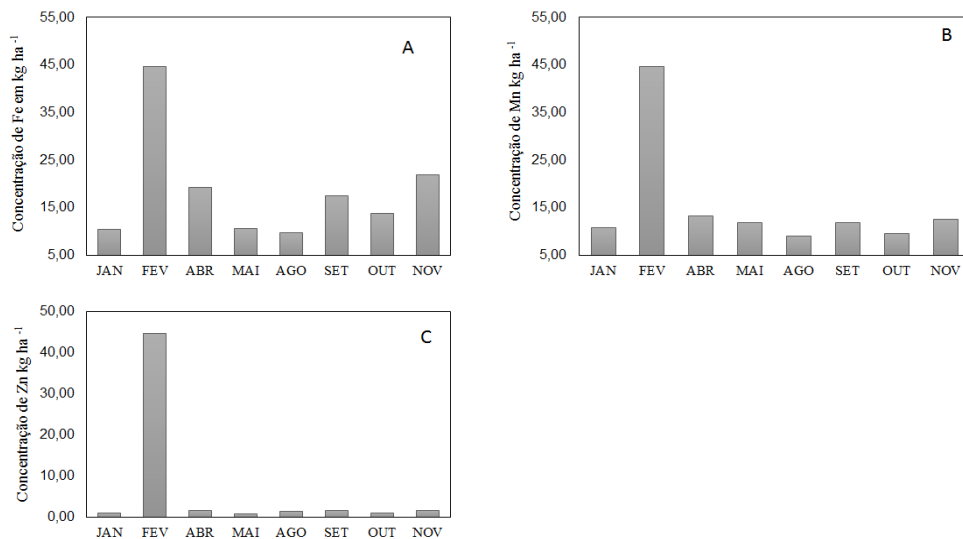 A
Concentração de Fe em kg ha -1
55,00
45,00
35,00
25,00
15,00
5,00
JAN FEV ABR MAI AGO SET OUT NOV
B
Concentração de Mn kg ha -1
55,00
45,00
35,00
25,00
15,00
5,00
JAN FEV ABR MAI AGO SET OUT NOV
C
Concentração de Zn kg ha -1
50,00
40,00
30,00
20,00
10,00
0,00
JAN FEV ABR MAI AGO SET OUT NOV